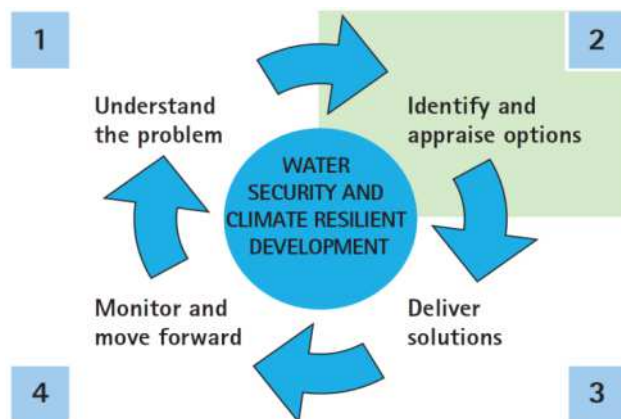 1
Understand
the problem
2
Identify and
appraise options
WATER
SECURITY AND
CLIMATE RESILIENT
DEVELOPMENT
Deliver
solutions
3
Monitor and
move forward
4